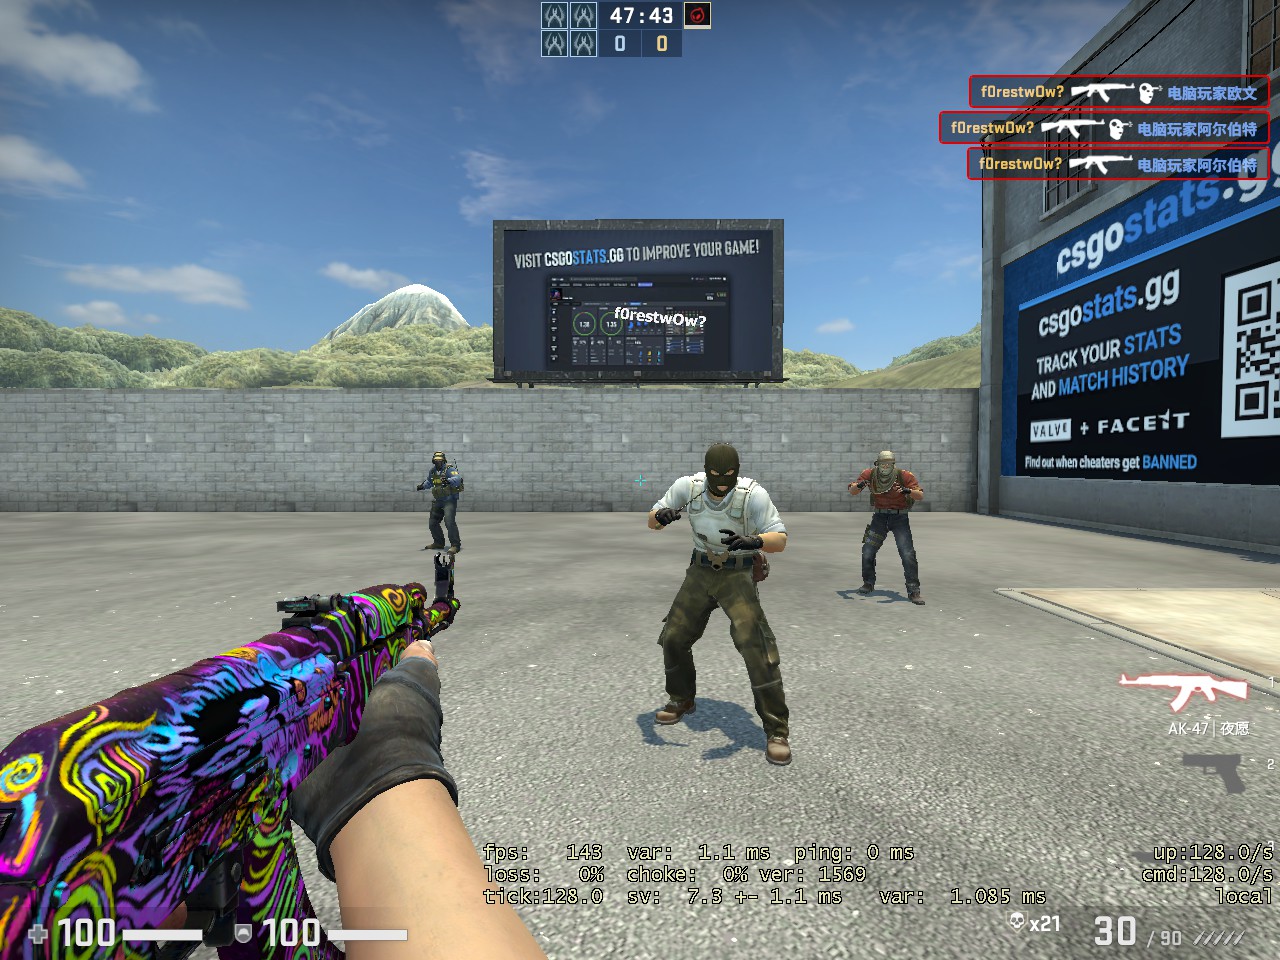 47:43
0 0
f0restw0w? 电脑玩家欧文
f0restw0w? 电脑玩家阿尔伯特
f0restw0w? 电脑玩家阿尔伯特
VISIT CSGOSTATS.GG TO IMPROVE YOUR GAME!
f0restw0w?
csgostats.gg
csgostats.gg
TRACK YOUR STATS
AND MATCH HISTORY
VALVE + FACEIT
Find out when cheaters get BANNED
1
AK-47 | 夜愿
2
fps: 143 var: 1.1 ms ping: 0 ms
loss: 0% choke: 0% ver: 1569
tick:128.0 sv: 7.3 +- 1.1 ms var: 1.085 ms
up:128.0/s
cmd:128.0/s
local
100 100
x21
30 / 90